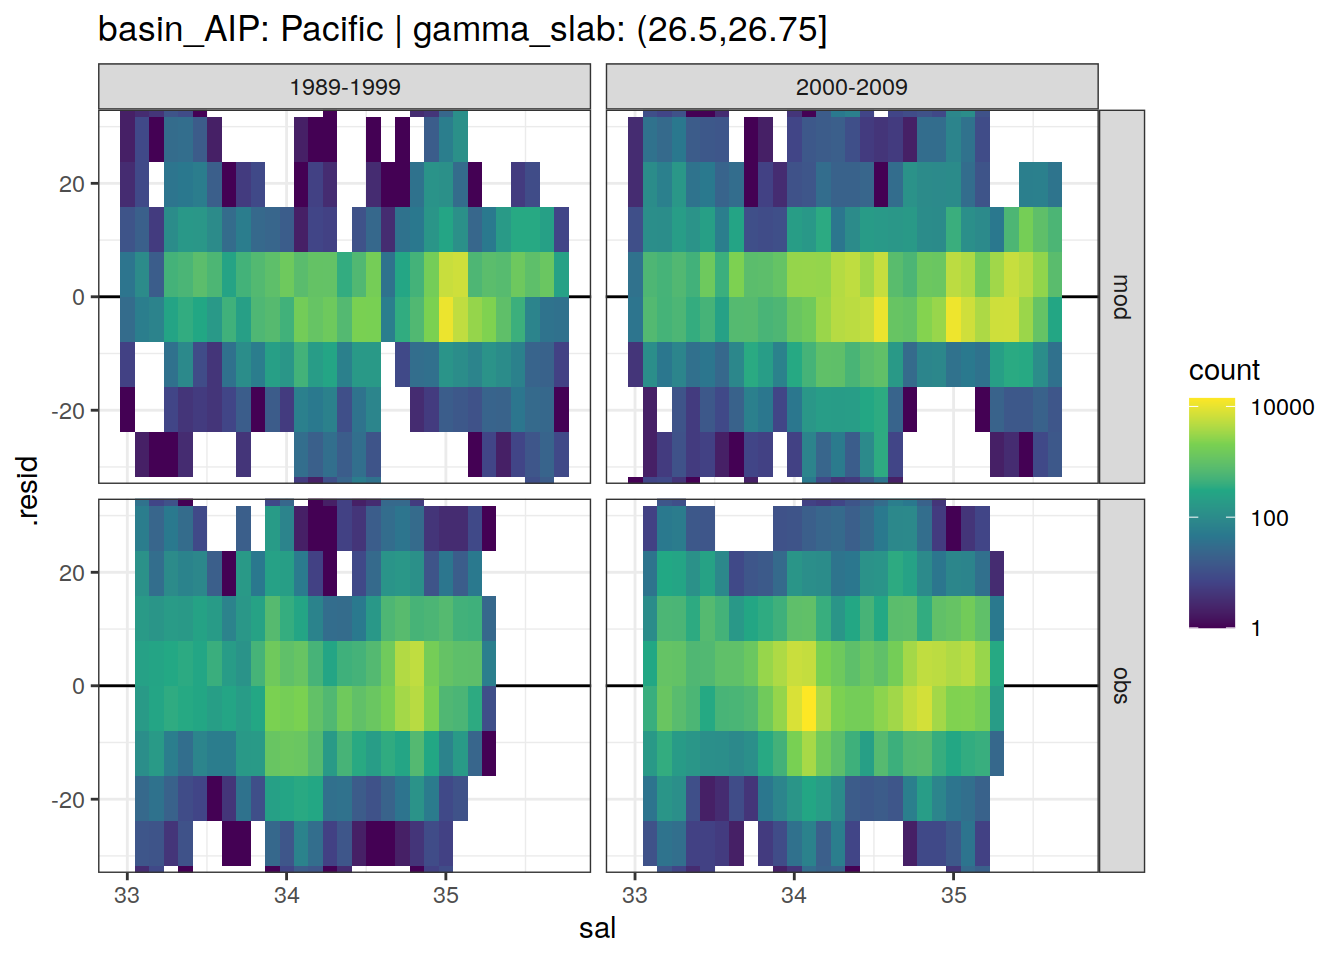 basin_AIP: Pacific | gamma_slab: (26.5,26.75]
1989-1999
2000-2009
20
0
-20
mod
20
0
-20
obs
.resid
33
34
35
33
34
35
sal
count
10000
100
1